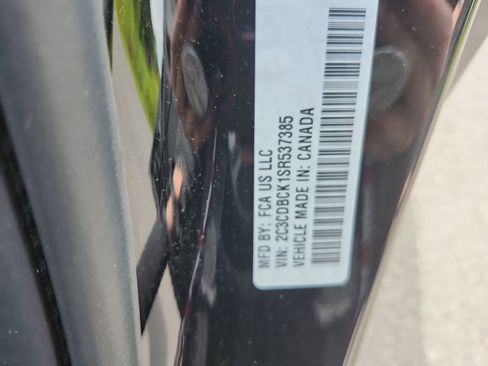 MFD BY: FCA US LLC
VIN: 2C3CDBCK1SR537385
VEHICLE MADE IN: CANADA